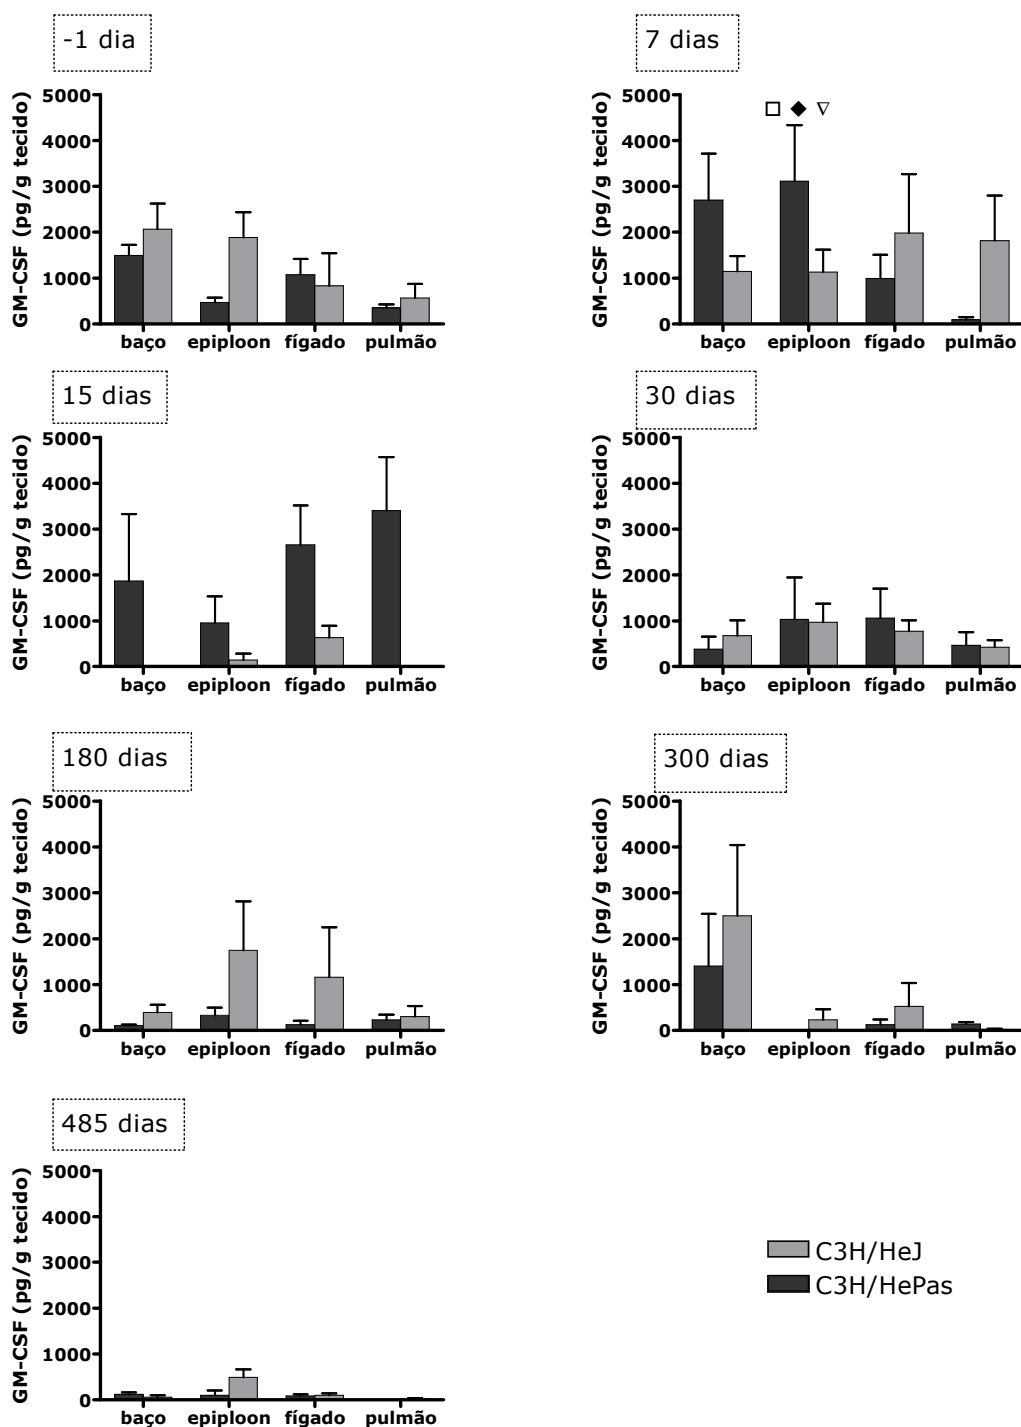 -1 dia
GM-CSF (pg/g tecido)
5000
4000
3000
2000
1000
0
baço epiploon fígado pulmão
7 dias
GM-CSF (pg/g tecido)
5000
4000
3000
2000
1000
0
baço epiploon fígado pulmão
15 dias
GM-CSF (pg/g tecido)
5000
4000
3000
2000
1000
0
baço epiploon fígado pulmão
30 dias
GM-CSF (pg/g tecido)
5000
4000
3000
2000
1000
0
baço epiploon fígado pulmão
180 dias
GM-CSF (pg/g tecido)
5000
4000
3000
2000
1000
0
baço epiploon fígado pulmão
300 dias
GM-CSF (pg/g tecido)
5000
4000
3000
2000
1000
0
baço epiploon fígado pulmão
485 dias
GM-CSF (pg/g tecido)
5000
4000
3000
2000
1000
0
baço epiploon fígado pulmão
C3H/HeJ
C3H/HePas